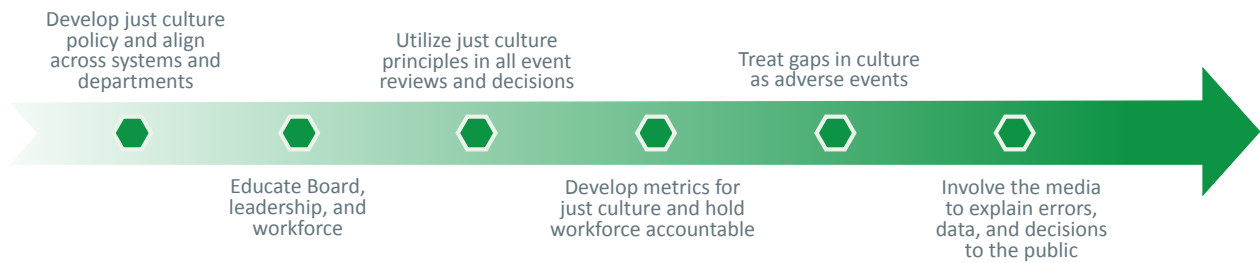 Develop just culture
policy and align
across systems and
departments
Educate Board,
leadership, and
workforce
Utilize just culture
principles in all event
reviews and decisions
Develop metrics for
just culture and hold
workforce accountable
Treat gaps in culture
as adverse events
Involve the media
to explain errors,
data, and decisions
to the public